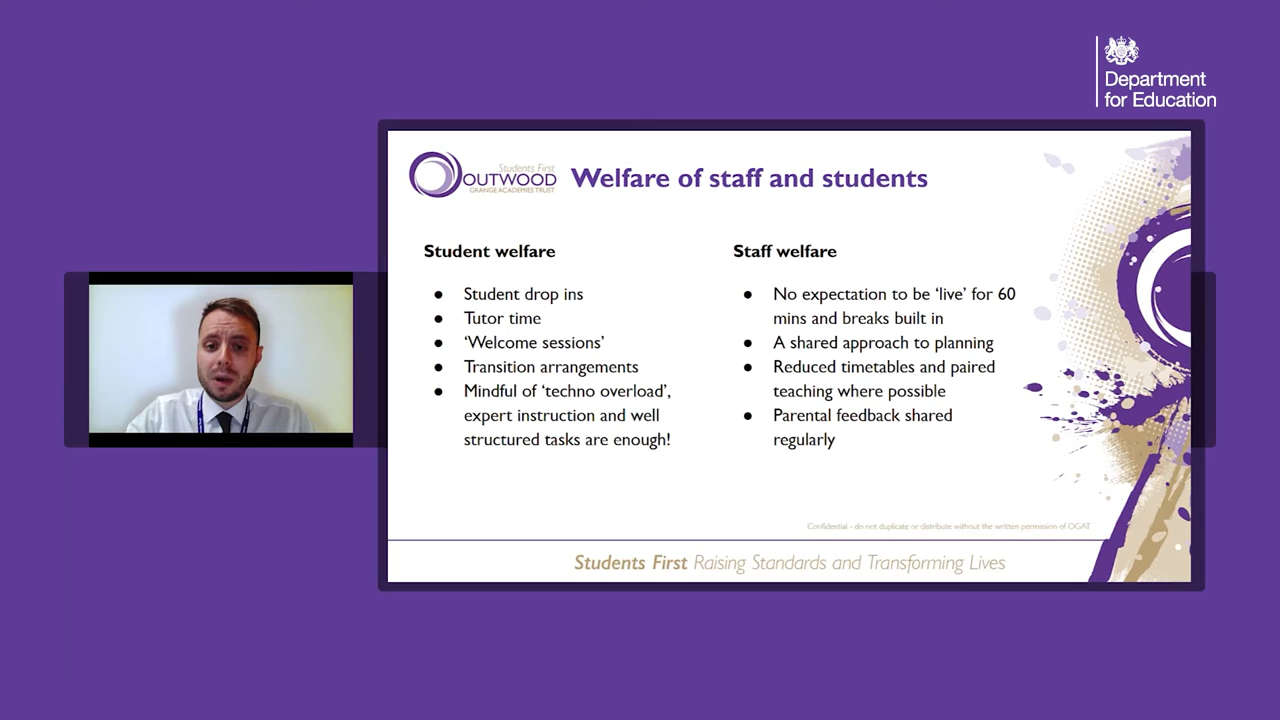 Department
for Education
Students First
OUTWOOD
GRANGE ACADEMIES TRUST
Welfare of staff and students
Student welfare
● Student drop ins
● Tutor time
● ‘Welcome sessions’
● Transition arrangements
● Mindful of ‘techno overload’,
expert instruction and well
structured tasks are enough!
Staff welfare
● No expectation to be ‘live’ for 60
mins and breaks built in
● A shared approach to planning
● Reduced timetables and paired
teaching where possible
● Parental feedback shared
regularly
Confidential - do not duplicate or distribute without the written permission of OGAT
Students First Raising Standards and Transforming Lives